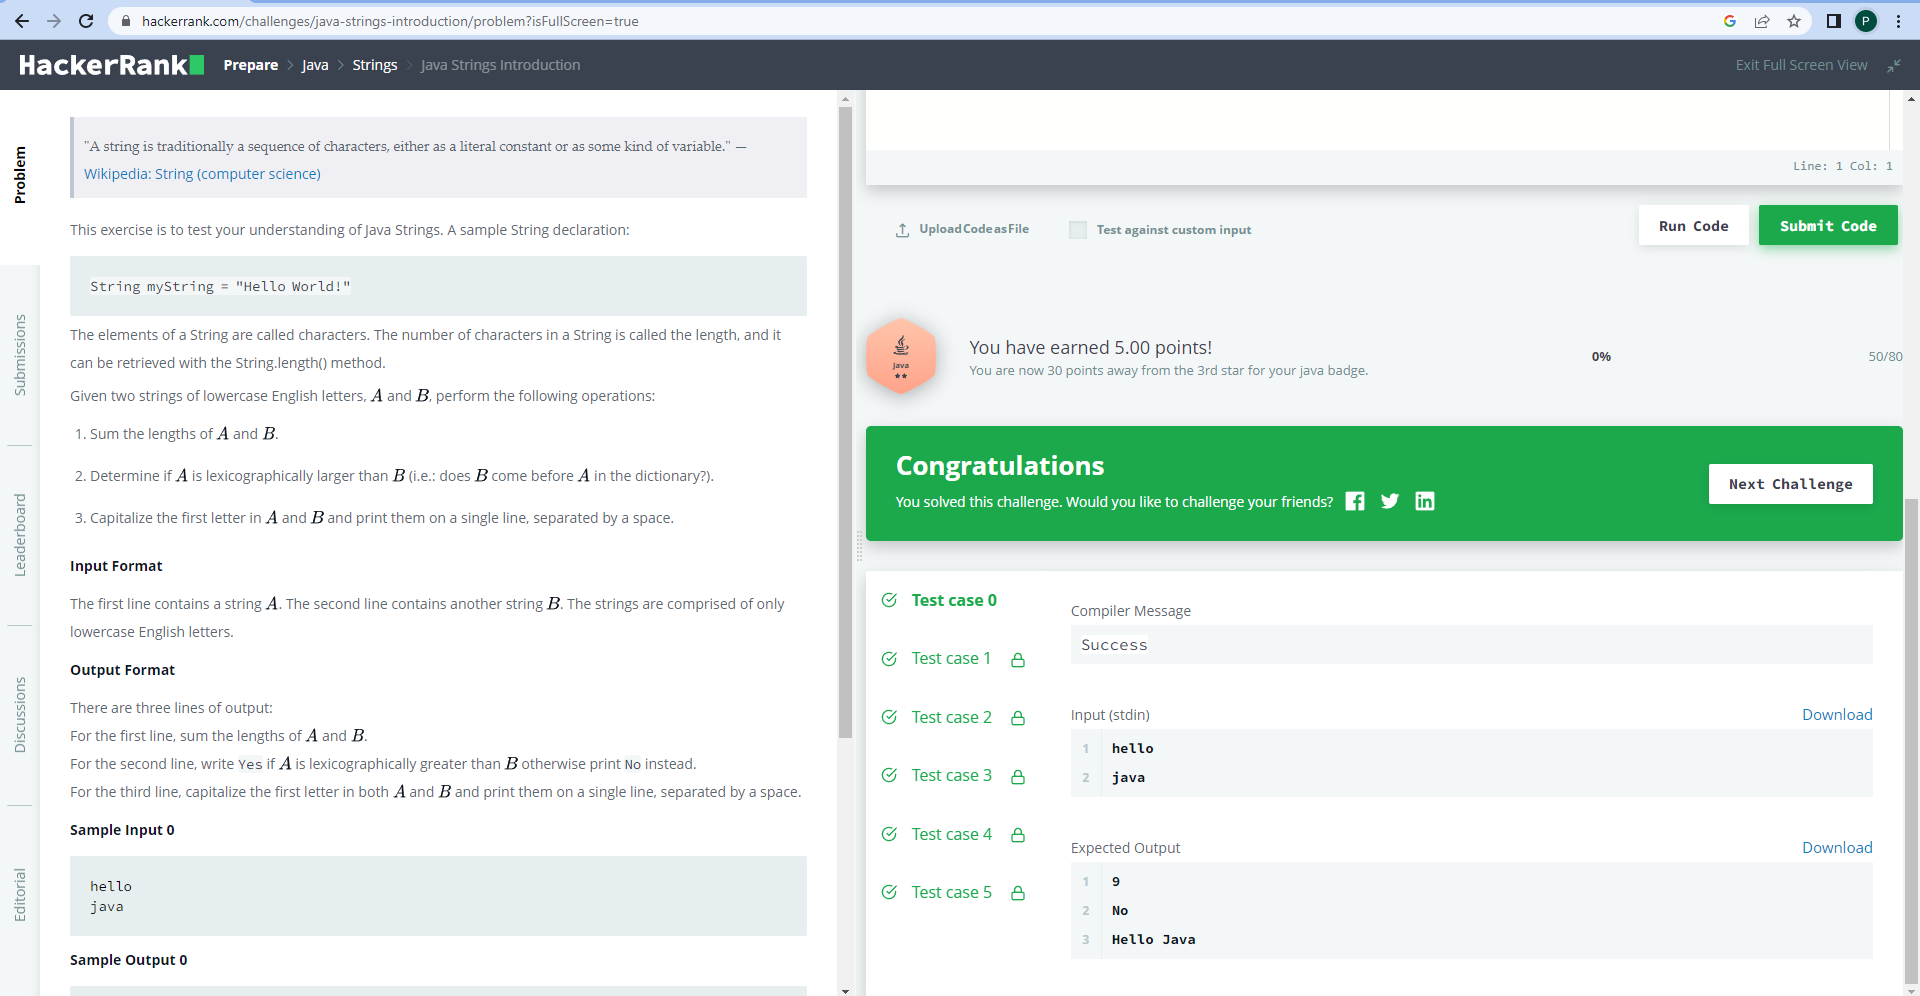 hackerrank.com/challenges/java-strings-introduction/problem?isFullScreen=true
P
HackerRank
Prepare > Java > Strings > Java Strings Introduction
Exit Full Screen View
Problem
Submissions
Leaderboard
Discussions
Editorial
"A string is traditionally a sequence of characters, either as a literal constant or as some kind of variable." —
Wikipedia: String (computer science)
This exercise is to test your understanding of Java Strings. A sample String declaration:
String myString = "Hello World!"
The elements of a String are called characters. The number of characters in a String is called the length, and it
can be retrieved with the String.length() method.
Given two strings of lowercase English letters, A and B, perform the following operations:
1. Sum the lengths of A and B.
2. Determine if A is lexicographically larger than B (i.e.: does B come before A in the dictionary?).
3. Capitalize the first letter in A and B and print them on a single line, separated by a space.
Input Format
The first line contains a string A. The second line contains another string B. The strings are comprised of only
lowercase English letters.
Output Format
There are three lines of output:
For the first line, sum the lengths of A and B.
For the second line, write Yes if A is lexicographically greater than B otherwise print No instead.
For the third line, capitalize the first letter in both A and B and print them on a single line, separated by a space.
Sample Input 0
hello
java
Sample Output 0
Line: 1 Col: 1
Upload Code as File
Test against custom input
Run Code
Submit Code
Java
You have earned 5.00 points!
You are now 30 points away from the 3rd star for your java badge.
0%
50/80
Congratulations
You solved this challenge. Would you like to challenge your friends?
Next Challenge
Test case 0
Test case 1
Test case 2
Test case 3
Test case 4
Test case 5
Compiler Message
Success
Input (stdin)
Download
1 hello
2 java
Expected Output
Download
1 9
2 No
3 Hello Java